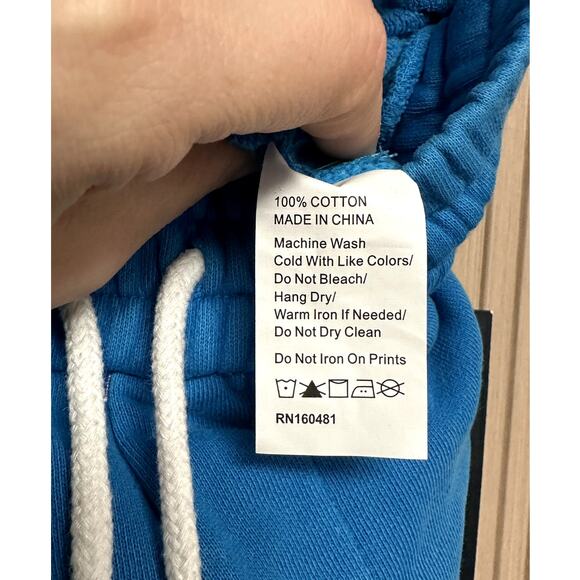 100% COTTON
MADE IN CHINA
Machine Wash
Cold With Like Colors/
Do Not Bleach/
Hang Dry/
Warm Iron If Needed/
Do Not Dry Clean
Do Not Iron On Prints
RN160481